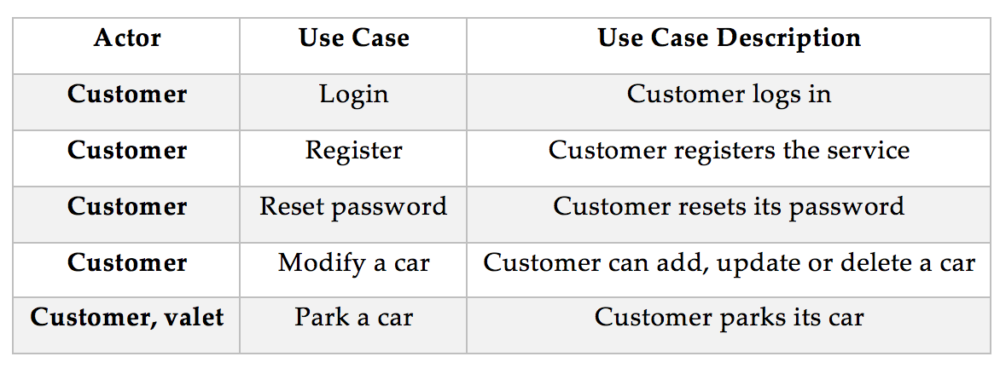 Actor Use Case Use Case Description
Customer Login Customer logs in
Customer Register Customer registers the service
Customer Reset password Customer resets its password
Customer Modify a car Customer can add, update or delete a car
Customer, valet Park a car Customer parks its car